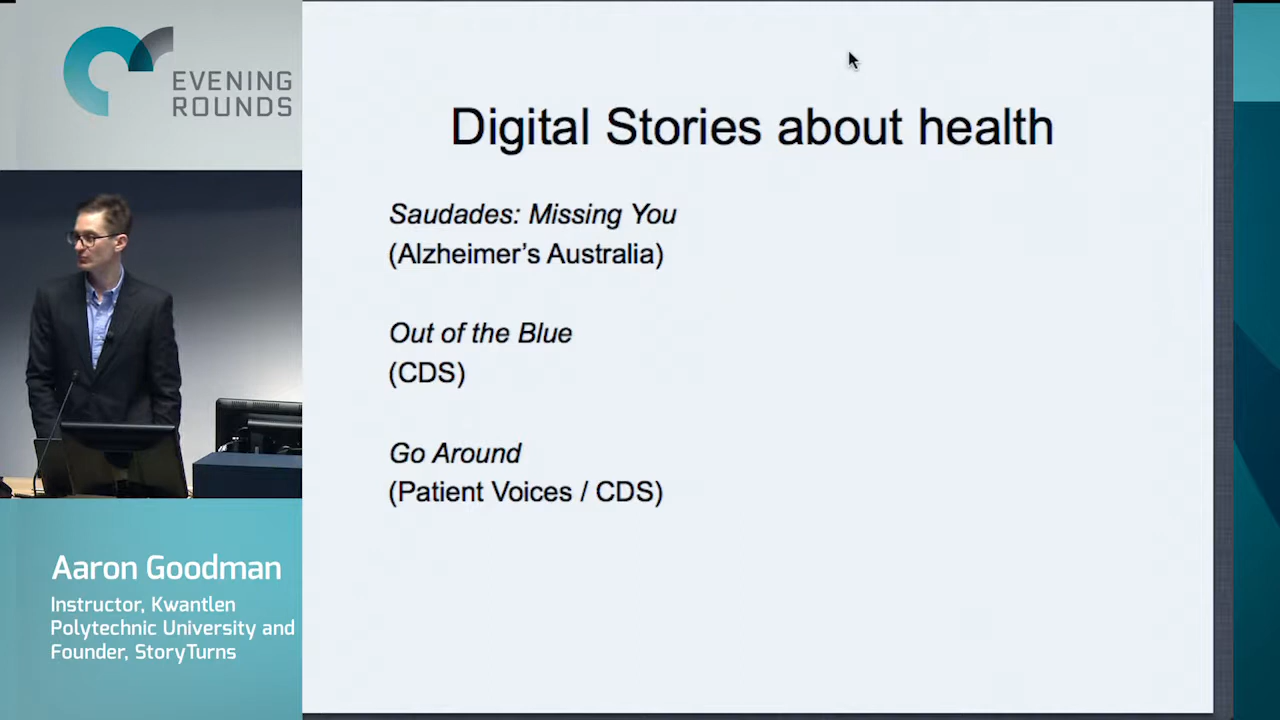 EVENING
ROUNDS
Digital Stories about health
Saudades: Missing You
(Alzheimer's Australia)
Out of the Blue
(CDS)
Go Around
(Patient Voices / CDS)
Aaron Goodman
Instructor, Kwantlen
Polytechnic University and
Founder, StoryTurns